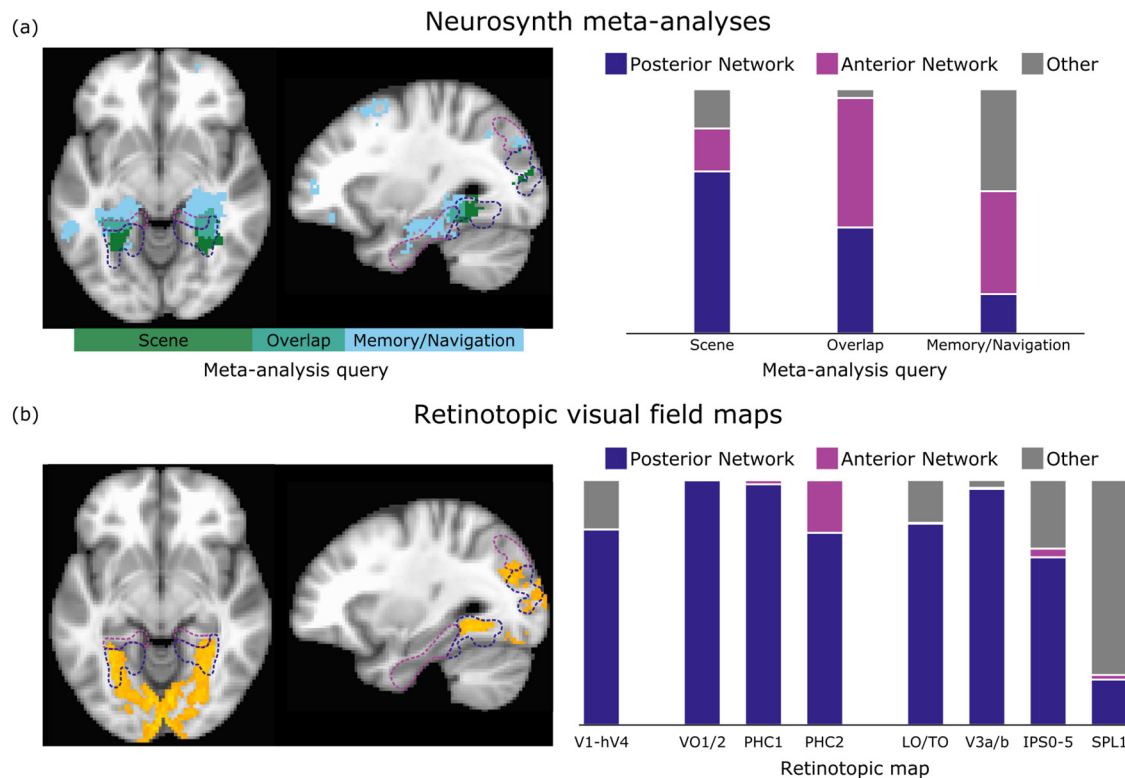 Neurosynth meta-analyses
(a)
Posterior Network Anterior Network Other
Scene Overlap Memory/Navigation
Meta-analysis query
Scene Overlap Memory/Navigation
Meta-analysis query
(b)
Retinotopic visual field maps
Posterior Network Anterior Network Other
V1-hV4 VO1/2 PHC1 PHC2 LO/TO V3a/b IPS0-5 SPL1
Retinotopic map